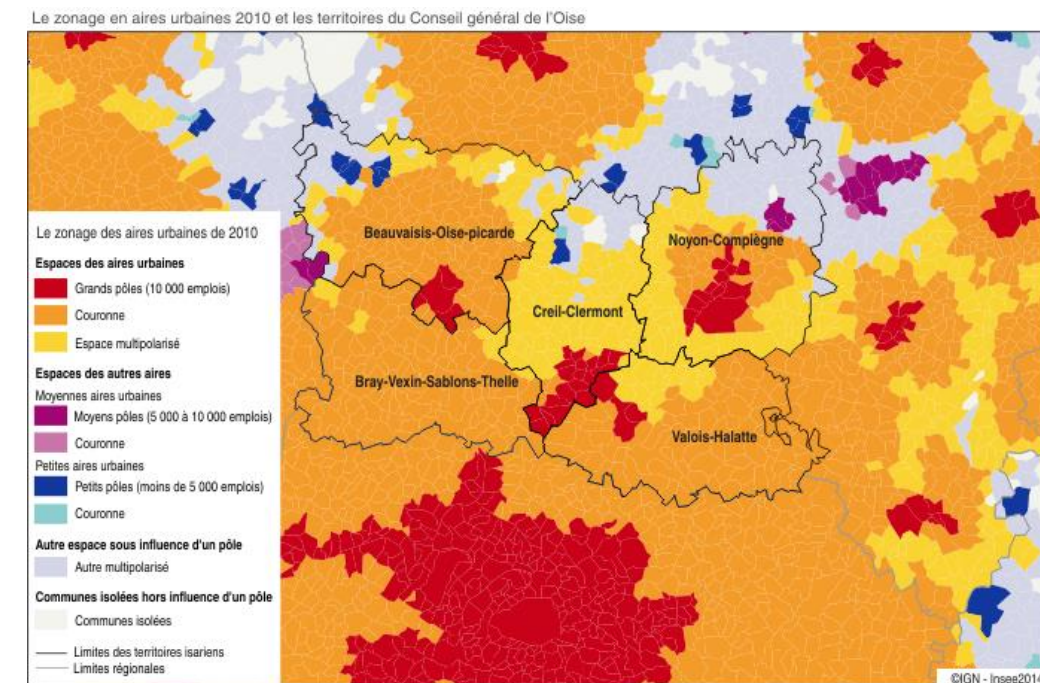 Le zonage en aires urbaines 2010 et les territoires du Conseil général de l'Oise
Beauvaisis-Oise-picarde
Noyon-Compiègne
Creil-Clermont
Bray-Vexin-Sablons-Thelle
Valois-Halatte
Le zonage des aires urbaines de 2010
Espaces des aires urbaines
Grands pôles (10 000 emplois)
Couronne
Espace multipolarisé
Espaces des autres aires
Moyennes aires urbaines
Moyens pôles (5 000 à 10 000 emplois)
Couronne
Petites aires urbaines
Petits pôles (moins de 5 000 emplois)
Couronne
Autre espace sous influence d'un pôle
Autre multipolarisé
Communes isolées hors influence d'un pôle
Communes isolées
Limites des territoires isariens
Limites régionales
©IGN - Insee2014